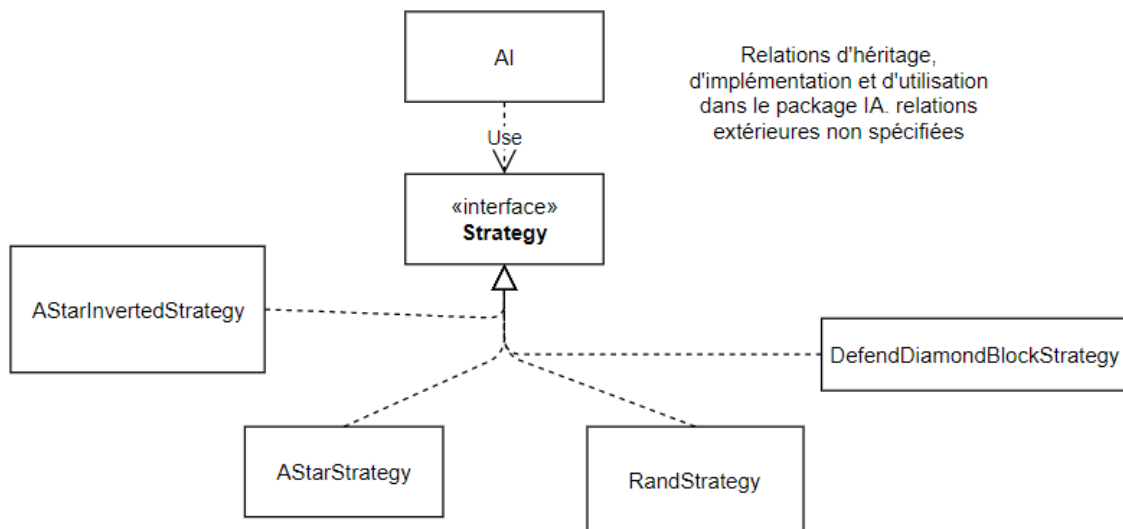 AI
Relations d'héritage,
d'implémentation et d'utilisation
dans le package IA. relations
extérieures non spécifiées
Use
«interface»
Strategy
AStarInvertedStrategy
DefendDiamondBlockStrategy
AStarStrategy
RandStrategy